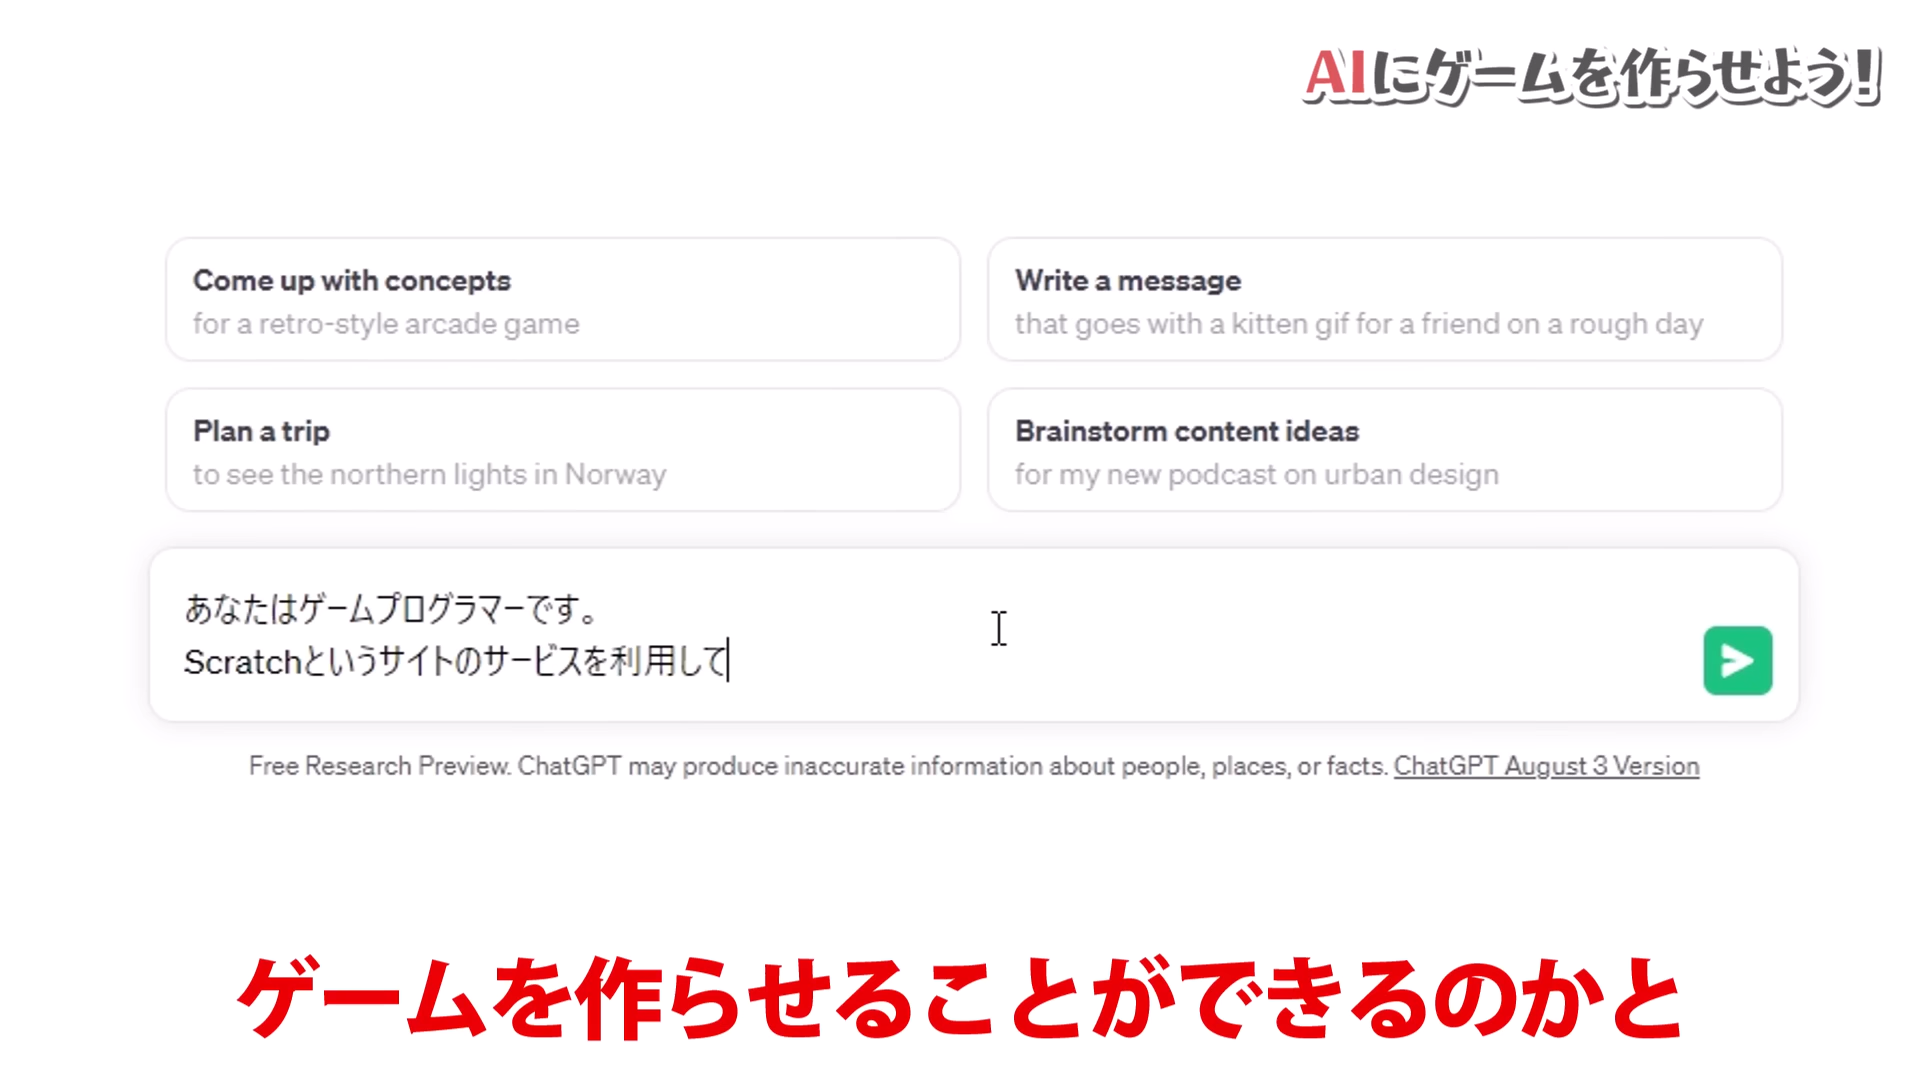 AIにゲームを作らせよう!
Come up with concepts
for a retro-style arcade game
Write a message
that goes with a kitten gif for a friend on a rough day
Plan a trip
to see the northern lights in Norway
Brainstorm content ideas
for my new podcast on urban design
あなたはゲームプログラマーです。
Scratchというサイトのサービスを利用して
Free Research Preview. ChatGPT may produce inaccurate information about people, places, or facts. ChatGPT August 3 Version
ゲームを作らせることができるのかと